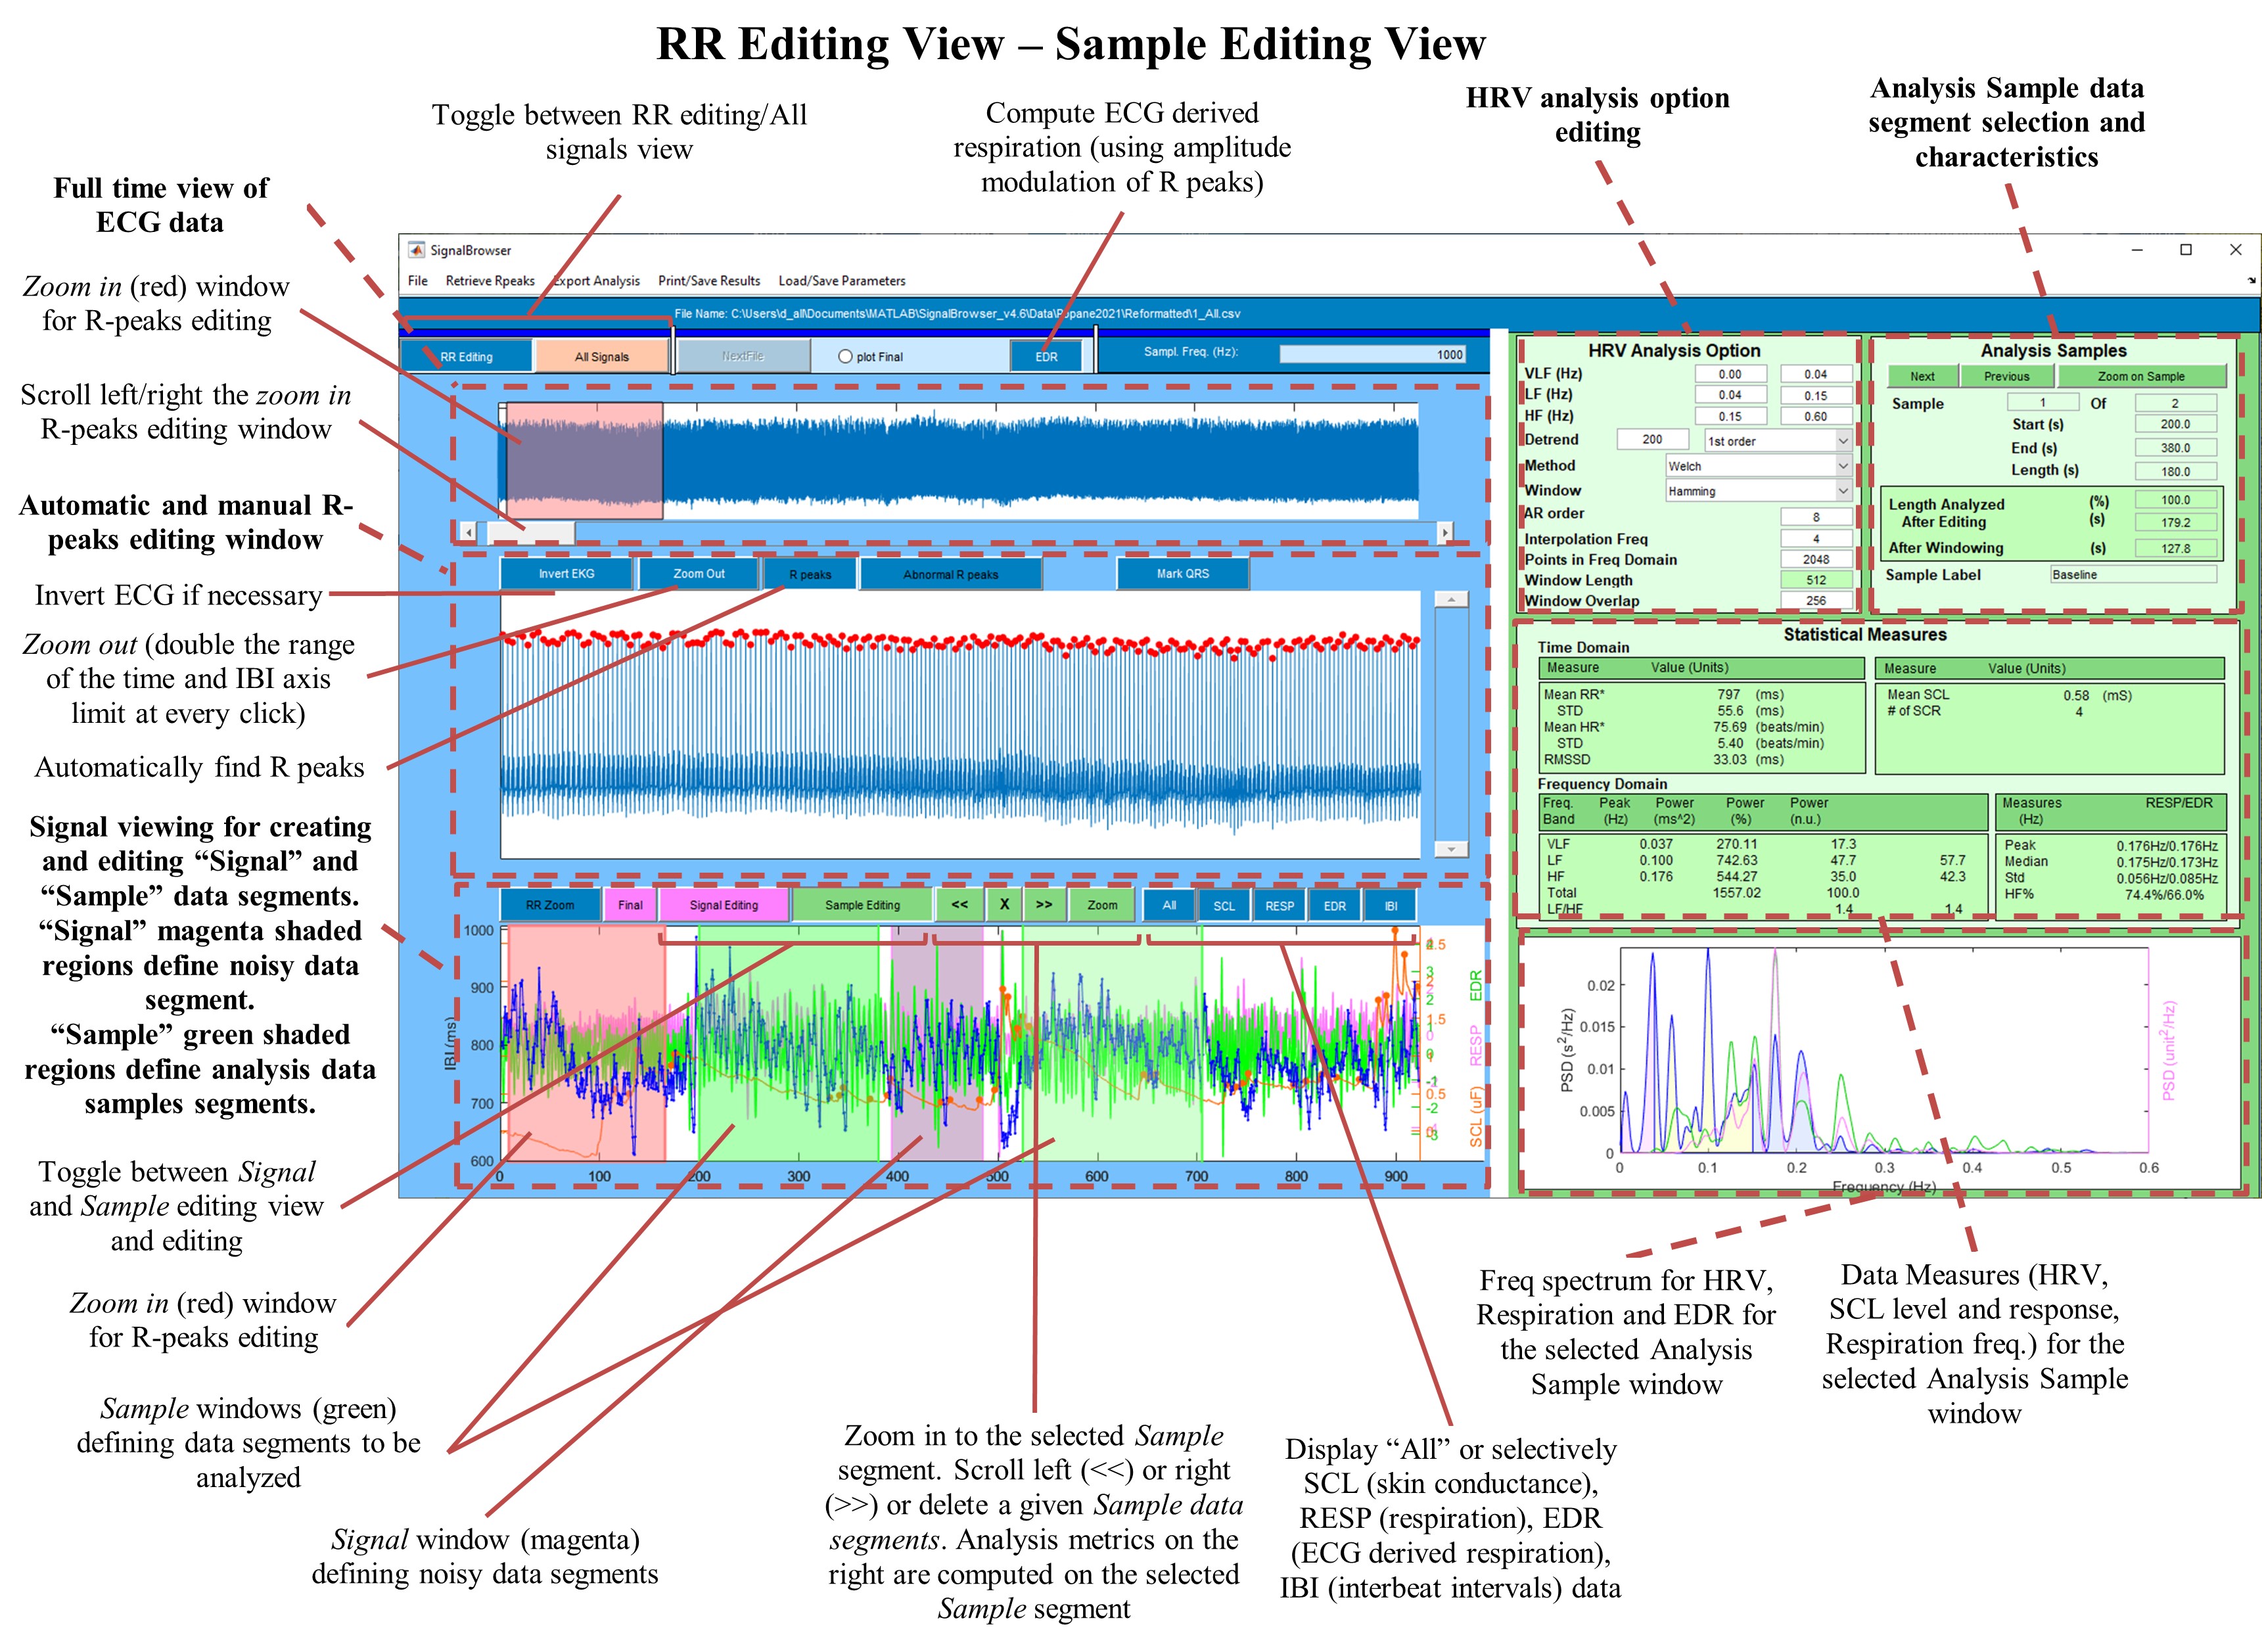 RR Editing View – Sample Editing View
Toggle between RR editing/All
signals view
Compute ECG derived
respiration (using amplitude
modulation of R peaks)
HRV analysis option
editing
Analysis Sample data
segment selection and
characteristics
Full time view of
ECG data
Zoom in (red) window
for R-peaks editing
Scroll left/right the zoom in
R-peaks editing window
Automatic and manual R-
peaks editing window
Invert ECG if necessary
Zoom out (double the range
of the time and IBI axis
limit at every click)
Automatically find R peaks
Signal viewing for creating
and editing “Signal” and
“Sample” data segments.
“Signal” magenta shaded
regions define noisy data
segment.
“Sample” green shaded
regions define analysis data
samples segments.
Toggle between Signal
and Sample editing view
and editing
Zoom in (red) window
for R-peaks editing
Sample windows (green)
defining data segments to be
analyzed
Signal window (magenta)
defining noisy data segments
Zoom in to the selected Sample
segment. Scroll left (<<) or right
(>>) or delete a given Sample data
segments. Analysis metrics on the
right are computed on the selected
Sample segment
Display “All” or selectively
SCL (skin conductance),
RESP (respiration), EDR
(ECG derived respiration),
IBI (interbeat intervals) data
Freq spectrum for HRV,
Respiration and EDR for
the selected Analysis
Sample window
Data Measures (HRV,
SCL level and response,
Respiration freq.) for the
selected Analysis Sample
window
SignalBrowser
File Retrieve Rpeaks Export Analysis Print/Save Results Load/Save Parameters
File Name: C:\Users\d_all\Documents\MATLAB\SignalBrowser_v4.6\Data\Popane2021\Reformatted\1_All.csv
RR Editing All Signals NextFile plot Final EDR Sampl. Freq. (Hz): 1000
Invert EKG Zoom Out R peaks Abnormal R peaks Mark QRS
RR Zoom Final Signal Editing Sample Editing << X >> Zoom All SCL RESP EDR IBI
1000
900
800
700
600
IBI (ms)
0 100 200 300 400 500 600 700 800 900
EDR
RESP
SCL (uF)
3
2
-1
-2
1.5
0.5
HRV Analysis Option
VLF (Hz) 0.00 0.04
LF (Hz) 0.04 0.15
HF (Hz) 0.15 0.60
Detrend 200 1st order
Method Welch
Window Hamming
AR order 8
Interpolation Freq 4
Points in Freq Domain 2048
Window Length 512
Window Overlap 256
Analysis Samples
Next Previous Zoom on Sample
Sample 1 Of 2
Start (s) 200.0
End (s) 380.0
Length (s) 180.0
Length Analyzed (%) 100.0
After Editing (s) 179.2
After Windowing (s) 127.8
Sample Label Baseline
Statistical Measures
Time Domain
Measure Value (Units)
Mean RR* 797 (ms)
STD 55.6 (ms)
Mean HR* 75.69 (beats/min)
STD 5.40 (beats/min)
RMSSD 33.03 (ms)
Measure Value (Units)
Mean SCL 0.58 (mS)
# of SCR 4
Frequency Domain
Freq. Peak Power Power Power
Band (Hz) (ms^2) (%) (n.u.)
VLF 0.037 270.11 17.3
LF 0.100 742.63 47.7 57.7
HF 0.176 544.27 35.0 42.3
Total 1557.02 100.0
LF/HF 1.4 1.4
Measures RESP/EDR
(Hz)
Peak 0.176Hz/0.176Hz
Median 0.175Hz/0.173Hz
Std 0.056Hz/0.085Hz
HF% 74.4%/66.0%
0.02
0.015
0.01
0.005
0
PSD (s²/Hz)
PSD (unit²/Hz)
0 0.1 0.2 0.3 0.4 0.5 0.6
Frequency (Hz)